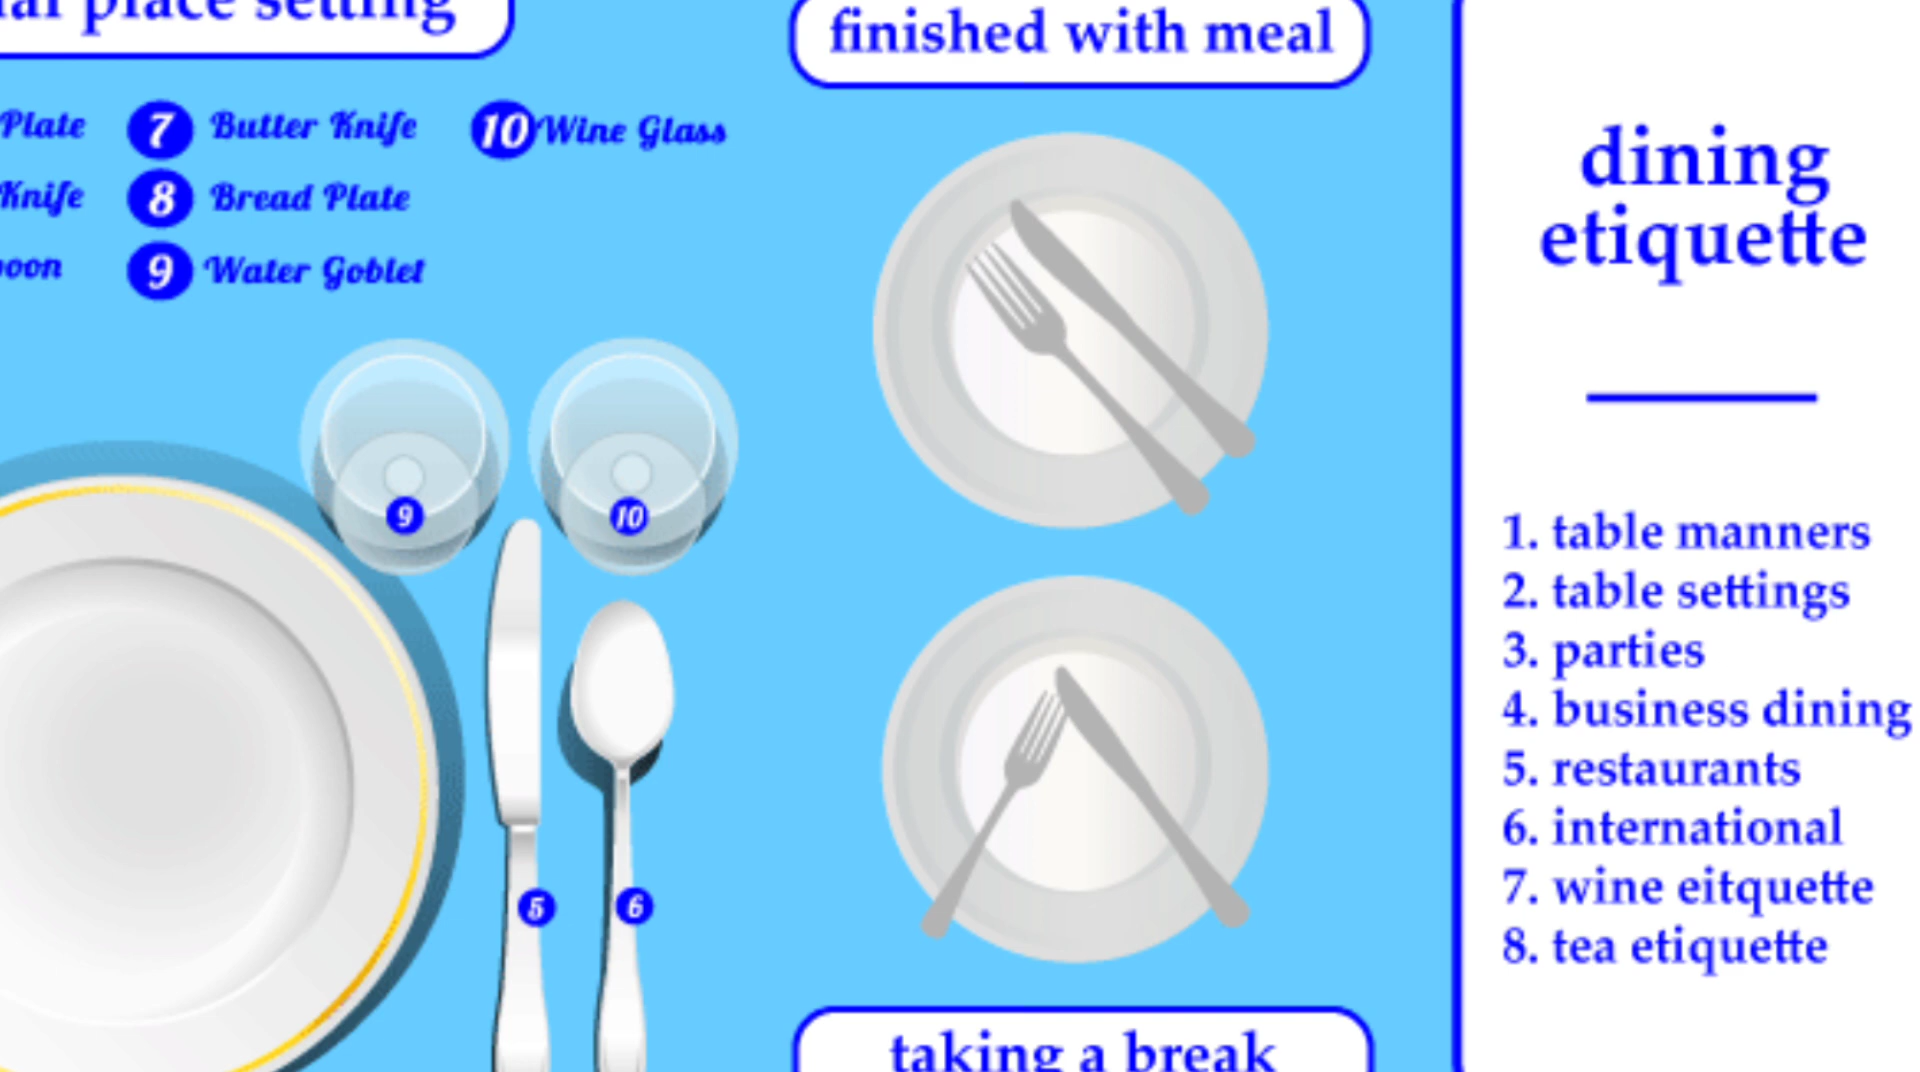 place setting
finished with meal
Plate
7 Butter Knife
10 Wine Glass
Knife
8 Bread Plate
9 Water Goblet
9
10
5
6
taking a break
dining
etiquette
1. table manners
2. table settings
3. parties
4. business dining
5. restaurants
6. international
7. wine eitquette
8. tea etiquette